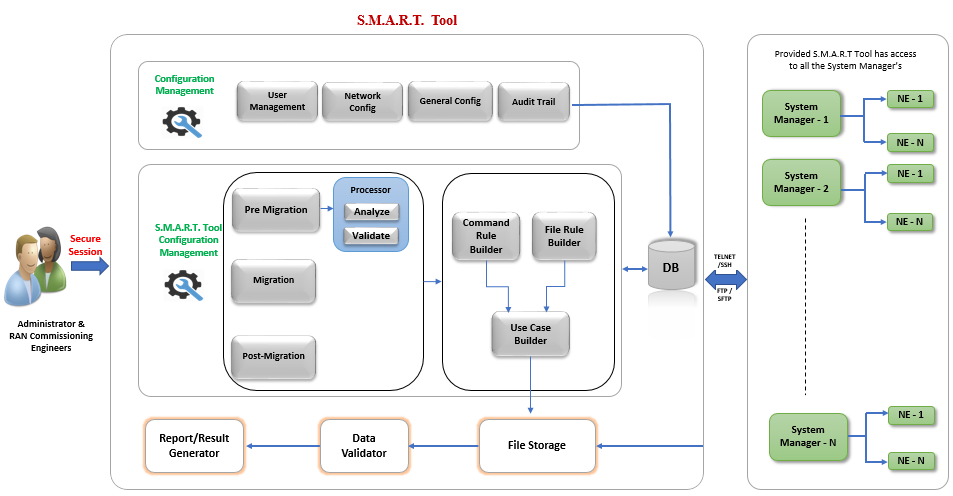 S.M.A.R.T. Tool
Configuration
Management
User
Management
Network
Config
General Config
Audit Trail
S.M.A.R.T. Tool
Configuration
Management
Pre Migration
Processor
Analyze
Validate
Migration
Post-Migration
Command
Rule
Builder
File Rule
Builder
Use Case
Builder
Secure
Session
Administrator &
RAN Commissioning
Engineers
DB
TELNET
/SSH
FTP /
SFTP
Report/Result
Generator
Data
Validator
File Storage
Provided S.M.A.R.T Tool has access
to all the System Manager's
System
Manager - 1
NE - 1
NE - N
System
Manager - 2
NE - 1
NE - N
System
Manager - N
NE - 1
NE - N